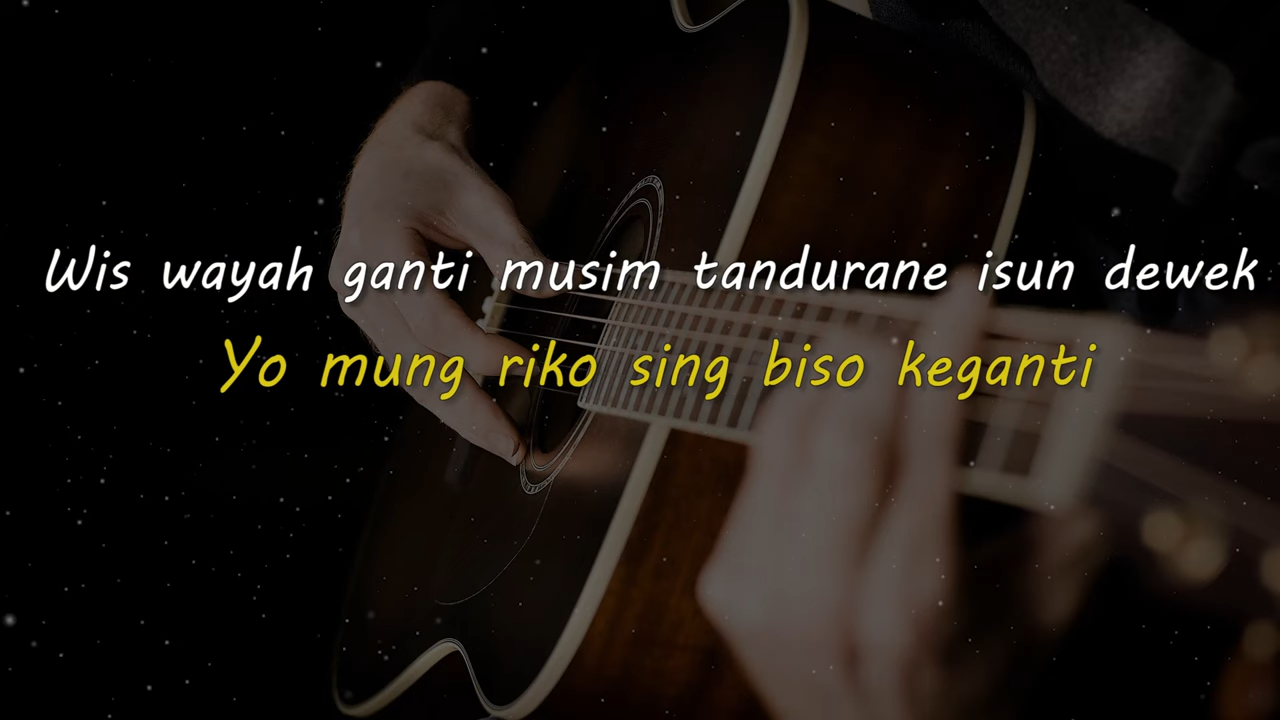 Wis wayah ganti musim tandurane isun dewek
Yo mung riko sing biso keganti